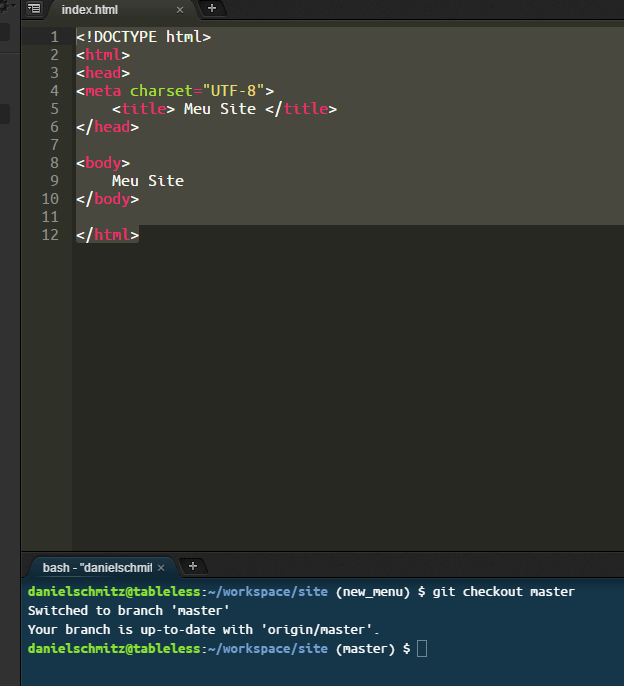 index.html
1 <!DOCTYPE html>
2 <html>
3 <head>
4 <meta charset="UTF-8">
5     <title> Meu Site </title>
6 </head>
7
8 <body>
9     Meu Site
10 </body>
11
12 </html>
bash - "danielschmit
danielschmitz@tableless:~/workspace/site (new_menu) $ git checkout master
Switched to branch 'master'
Your branch is up-to-date with 'origin/master'.
danielschmitz@tableless:~/workspace/site (master) $